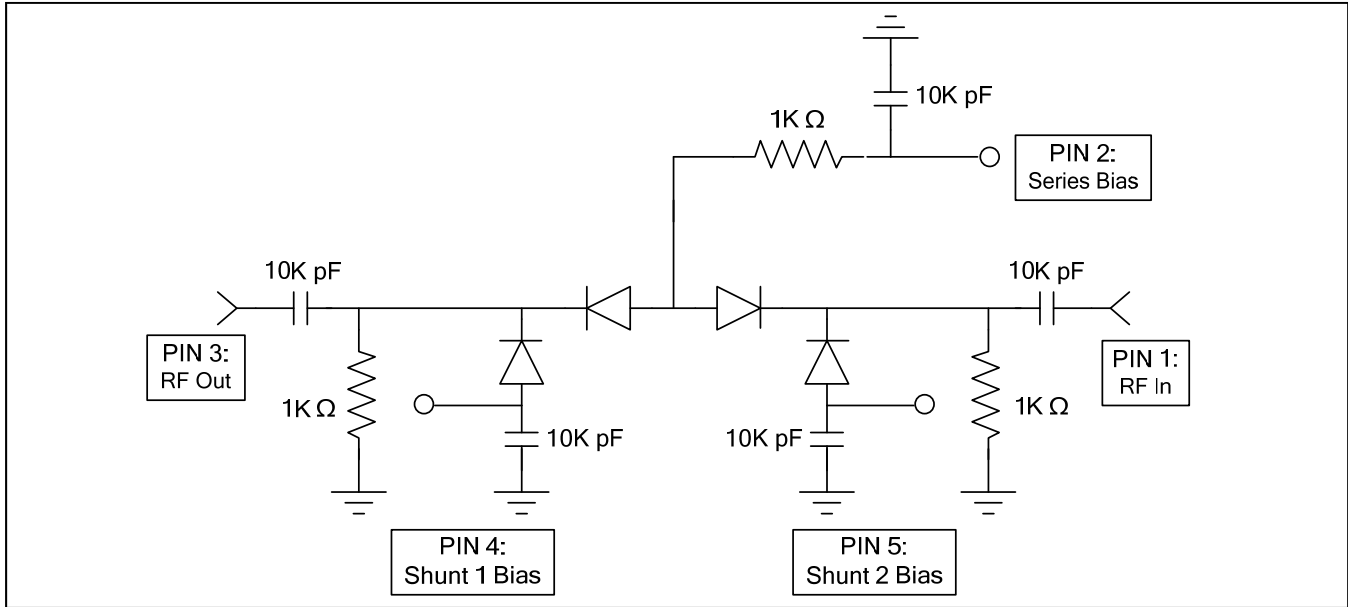 10K pF
1K Ω
PIN 2:
Series Bias
10K pF
10K pF
PIN 3:
RF Out
PIN 1:
RF In
1K Ω
1K Ω
10K pF
10K pF
PIN 4:
Shunt 1 Bias
PIN 5:
Shunt 2 Bias